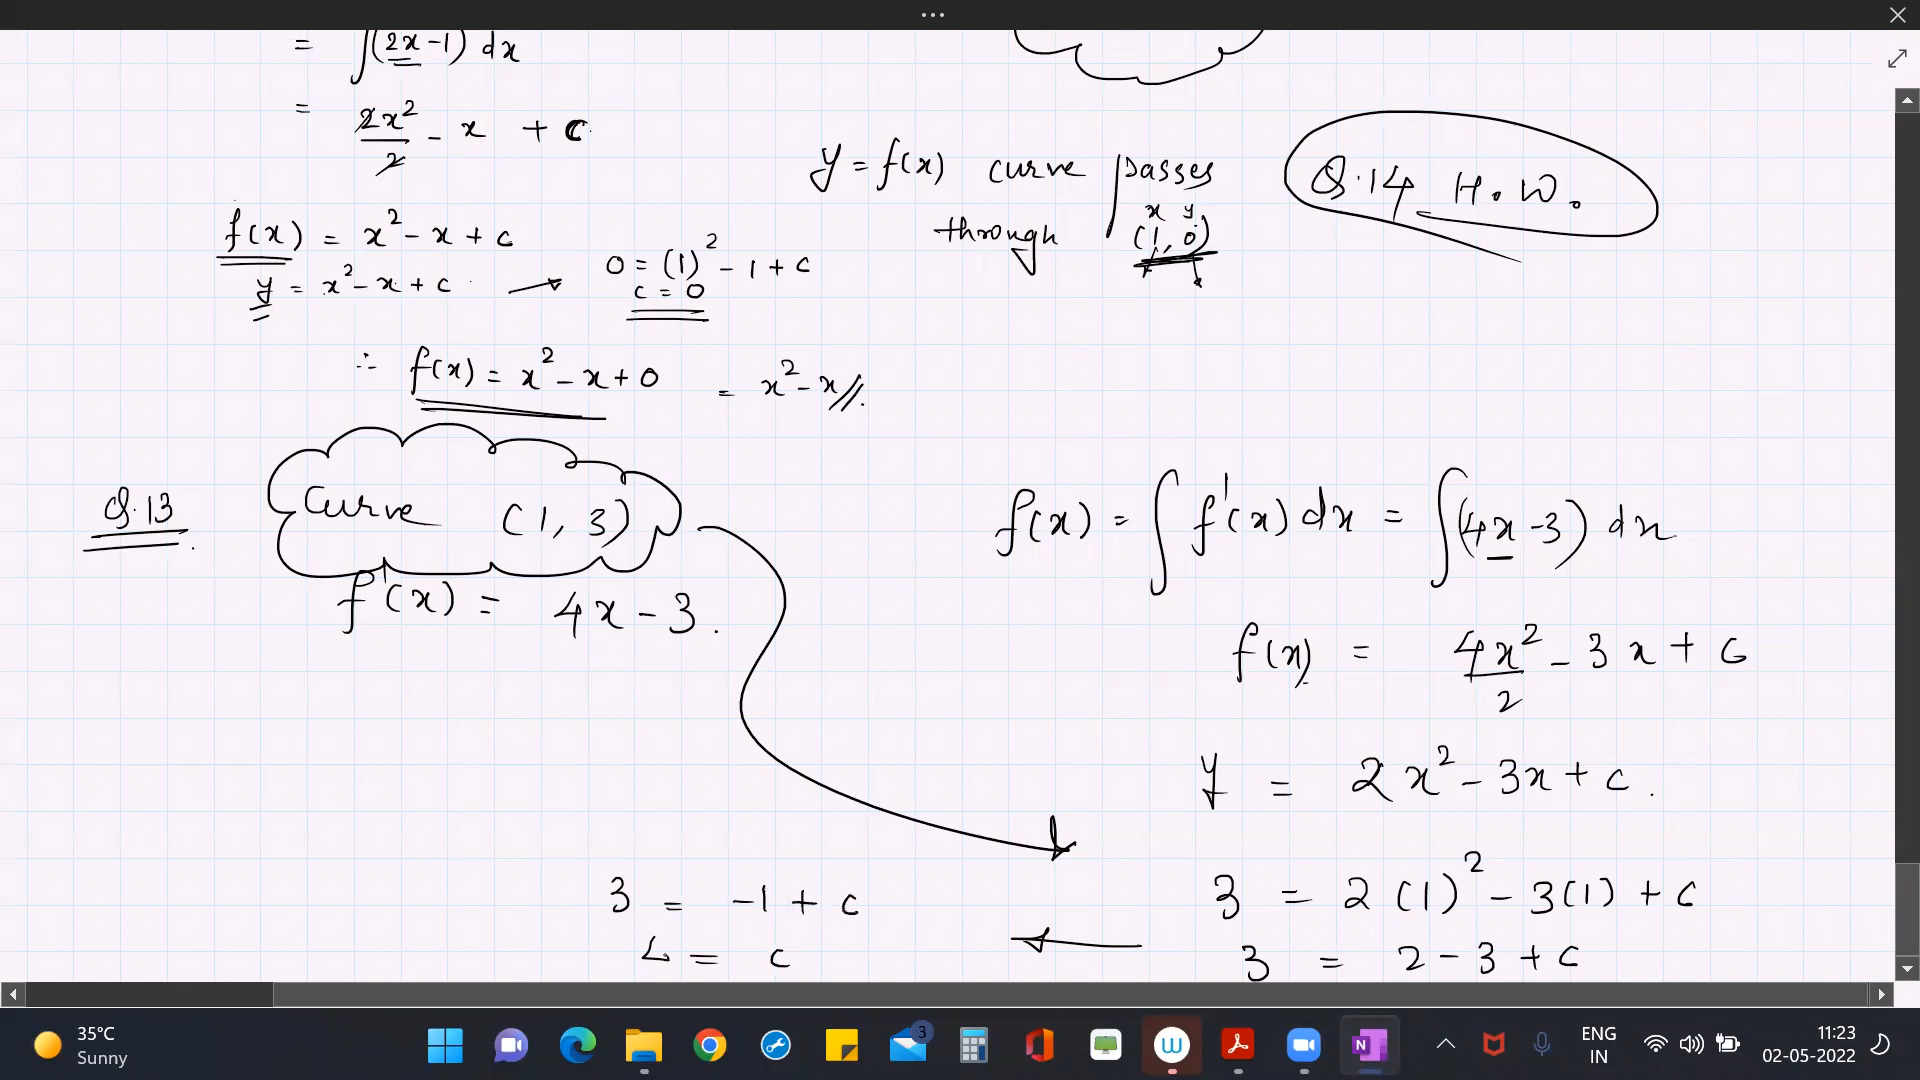 = ∫(2x-1) dx
= 2x²/2 - x + c
f(x) = x² - x + c
y = x² - x + c → 0 = (1)² - 1 + c
c = 0
∴ f(x) = x² - x + 0 = x² - x //.
y = f(x) curve passes
through (1, 0)
x y
Q.14 H.W.
Q.13 Curve (1, 3)
f'(x) = 4x - 3.
f(x) = ∫ f'(x) dx = ∫(4x - 3) dx
f(x) = 4x²/2 - 3x + c
y = 2x² - 3x + c.
3 = 2(1)² - 3(1) + c
3 = 2 - 3 + c
3 = -1 + c
4 = c
35°C
Sunny
3
ENG
IN
11:23
02-05-2022